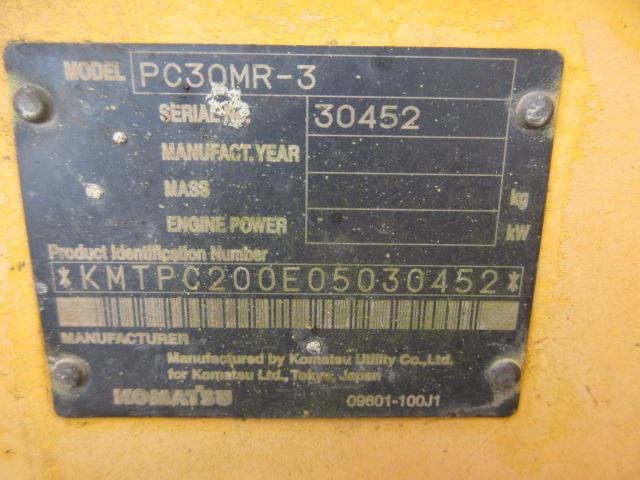 MODEL PC30MR-3
SERIAL No. 30452
MANUFACT. YEAR
MASS kg
ENGINE POWER kW
Product Identification Number
*KMTPC200E05030452*
MANUFACTURER
Manufactured by Komatsu Utility Co.,Ltd.
for Komatsu Ltd., Tokyo, Japan
KOMATSU 09601-100J1